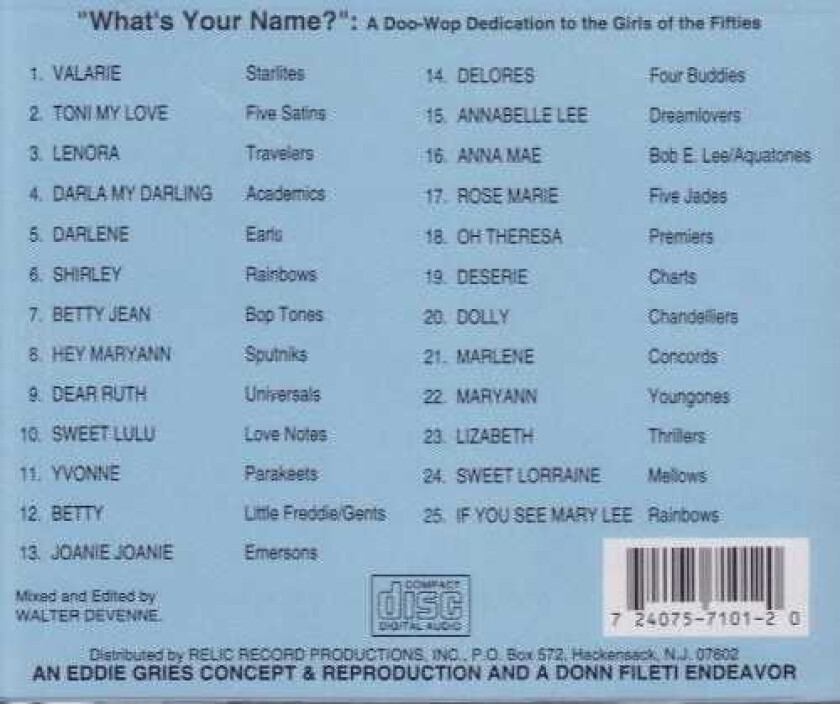 "What's Your Name?": A Doo-Wop Dedication to the Girls of the Fifties
1. VALARIE Starlites
2. TONI MY LOVE Five Satins
3. LENORA Travelers
4. DARLA MY DARLING Academics
5. DARLENE Earls
6. SHIRLEY Rainbows
7. BETTY JEAN Bop Tones
8. HEY MARYANN Sputniks
9. DEAR RUTH Universals
10. SWEET LULU Love Notes
11. YVONNE Parakeets
12. BETTY Little Freddie/Gents
13. JOANIE JOANIE Emersons
14. DELORES Four Buddies
15. ANNABELLE LEE Dreamlovers
16. ANNA MAE Bob E. Lee/Aquatones
17. ROSE MARIE Five Jades
18. OH THERESA Premiers
19. DESERIE Charts
20. DOLLY Chandelliers
21. MARLENE Concords
22. MARYANN Youngones
23. LIZABETH Thrillers
24. SWEET LORRAINE Mellows
25. IF YOU SEE MARY LEE Rainbows
Mixed and Edited by
WALTER DEVENNE.
COMPACT
disc
DIGITAL AUDIO
7 24075-7101-2 0
Distributed by RELIC RECORD PRODUCTIONS, INC., P.O. Box 572, Hackensack, N.J. 07602
AN EDDIE GRIES CONCEPT & REPRODUCTION AND A DONN FILETI ENDEAVOR